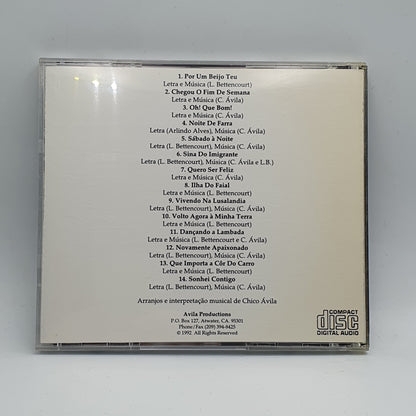 1. Por Um Beijo Teu
Letra e Música (L. Bettencourt)
2. Chegou O Fim De Semana
Letra e Música (C. Ávila)
3. Oh! Que Bom!
Letra e Música (C. Ávila)
4. Noite De Farra
Letra (Arlindo Alves), Música (C. Ávila)
5. Sábado à Noite
Letra (L. Bettencourt), Música (C. Ávila)
6. Sina Do Imigrante
Letra (L. Bettencourt), Música (C. Ávila e L.B.)
7. Quero Ser Feliz
Letra e Música (C. Ávila)
8. Ilha Do Faial
Letra e Música (L. Bettencourt)
9. Vivendo Na Lusalandia
Letra (L. Bettencourt), Música (C. Ávila)
10. Volto Agora à Minha Terra
Letra (L. Bettencourt), Música (C. Ávila)
11. Dançando a Lambada
Letra e Música (L. Bettencourt e C. Ávila)
12. Novamente Apaixonado
Letra (L. Bettencourt), Música (C. Ávila)
13. Que Importa a Côr Do Carro
Letra e Música (L. Bettencourt)
14. Sonhei Contigo
Letra (L. Bettencourt), Música (C. Ávila)
Arranjos e interpretação musical de Chico Ávila
Avila Productions
P.O. Box 127, Atwater, CA. 95301
Phone/Fax (209) 394-8425
© 1992 All Rights Reserved
COMPACT
disc
DIGITAL AUDIO